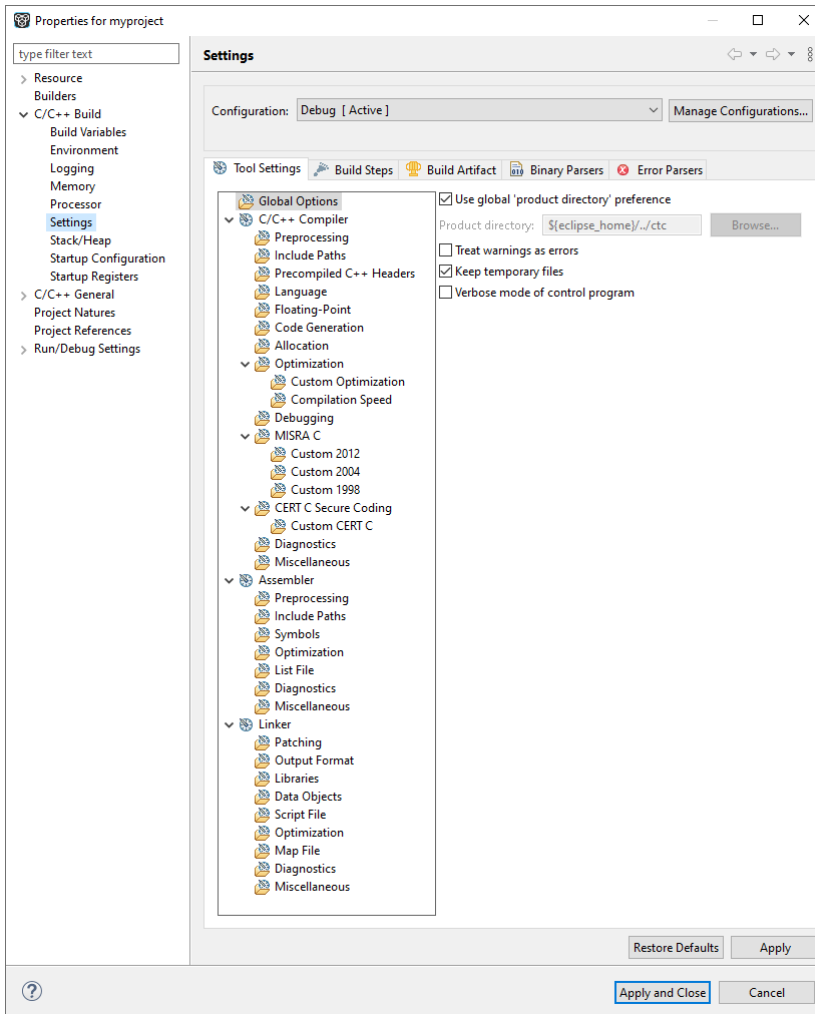 Properties for myproject
type filter text
Resource
Builders
C/C++ Build
Build Variables
Environment
Logging
Memory
Processor
Settings
Stack/Heap
Startup Configuration
Startup Registers
C/C++ General
Project Natures
Project References
Run/Debug Settings
Settings
Configuration: Debug [ Active ] Manage Configurations...
Tool Settings Build Steps Build Artifact Binary Parsers Error Parsers
Global Options
C/C++ Compiler
Preprocessing
Include Paths
Precompiled C++ Headers
Language
Floating-Point
Code Generation
Allocation
Optimization
Custom Optimization
Compilation Speed
Debugging
MISRA C
Custom 2012
Custom 2004
Custom 1998
CERT C Secure Coding
Custom CERT C
Diagnostics
Miscellaneous
Assembler
Preprocessing
Include Paths
Symbols
Optimization
List File
Diagnostics
Miscellaneous
Linker
Patching
Output Format
Libraries
Data Objects
Script File
Optimization
Map File
Diagnostics
Miscellaneous
Use global 'product directory' preference
Product directory: ${eclipse_home}/../ctc Browse...
Treat warnings as errors
Keep temporary files
Verbose mode of control program
Restore Defaults Apply
Apply and Close Cancel